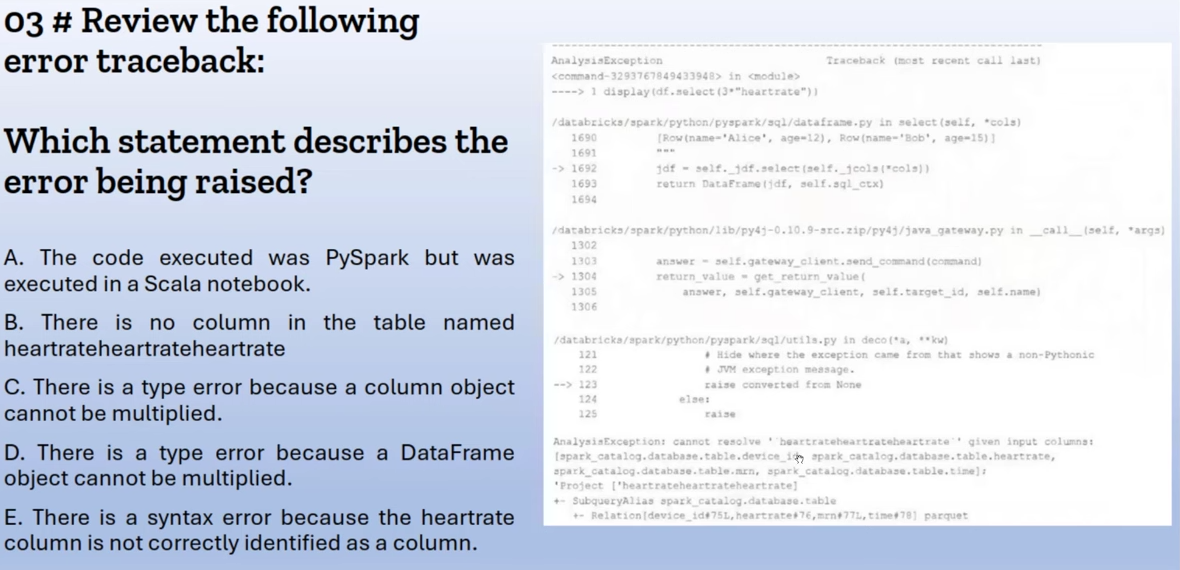 03 # Review the following
error traceback:
Which statement describes the
error being raised?
A. The code executed was PySpark but was
executed in a Scala notebook.
B. There is no column in the table named
heartrateheartrateheartrate
C. There is a type error because a column object
cannot be multiplied.
D. There is a type error because a DataFrame
object cannot be multiplied.
E. There is a syntax error because the heartrate
column is not correctly identified as a column.
---------------------------------------------------------------------------
AnalysisException Traceback (most recent call last)
<command-3293767849433948> in <module>
----> 1 display(df.select(3*"heartrate"))
/databricks/spark/python/pyspark/sql/dataframe.py in select(self, *cols)
1690 [Row(name='Alice', age=12), Row(name='Bob', age=15)]
1691 """
-> 1692 jdf = self._jdf.select(self._jcols(*cols))
1693 return DataFrame(jdf, self.sql_ctx)
1694
/databricks/spark/python/lib/py4j-0.10.9-src.zip/py4j/java_gateway.py in __call__(self, *args)
1302
1303 answer = self.gateway_client.send_command(command)
-> 1304 return_value = get_return_value(
1305 answer, self.gateway_client, self.target_id, self.name)
1306
/databricks/spark/python/pyspark/sql/utils.py in deco(*a, **kw)
121 # Hide where the exception came from that shows a non-Pythonic
122 # JVM exception message.
--> 123 raise converted from None
124 else:
125 raise
AnalysisException: cannot resolve '`heartrateheartrateheartrate`' given input columns:
[spark_catalog.database.table.device_id, spark_catalog.database.table.heartrate,
spark_catalog.database.table.mrn, spark_catalog.database.table.time];
'Project ['heartrateheartrateheartrate]
+- SubqueryAlias spark_catalog.database.table
+- Relation[device_id#75L,heartrate#76,mrn#77L,time#78] parquet